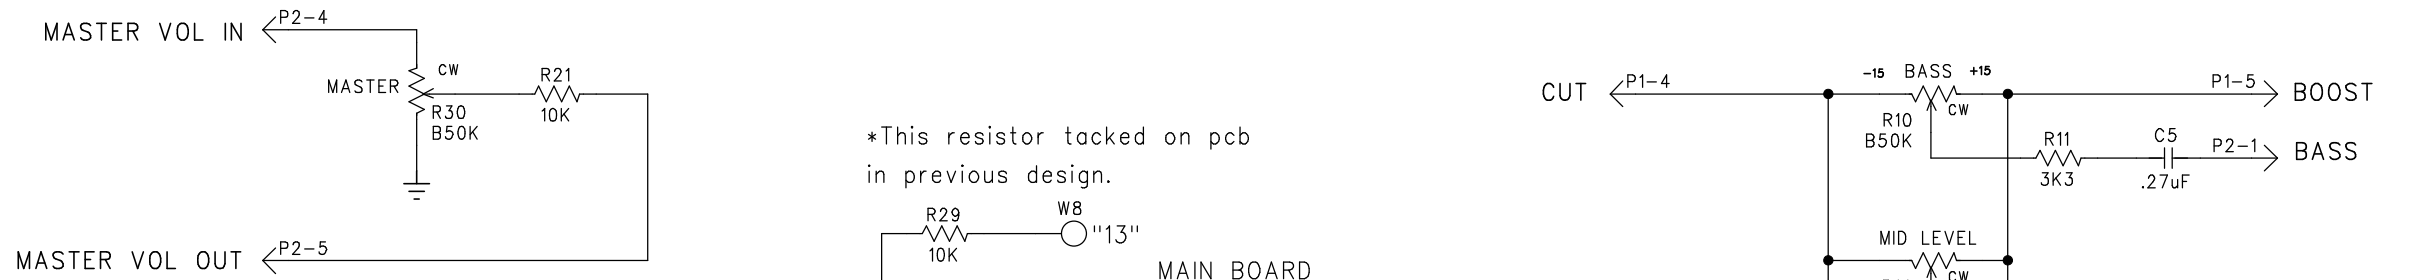 MASTER VOL IN
P2-4
CW
MASTER
R30
B50K
R21
10K
MASTER VOL OUT
P2-5
*This resistor tacked on pcb
in previous design.
R29
10K
W8
"13"
MAIN BOARD
CUT
P1-4
-15 BASS +15
CW
R10
B50K
P1-5
BOOST
R11
3K3
C5
.27uF
P2-1
BASS
MID LEVEL
CW